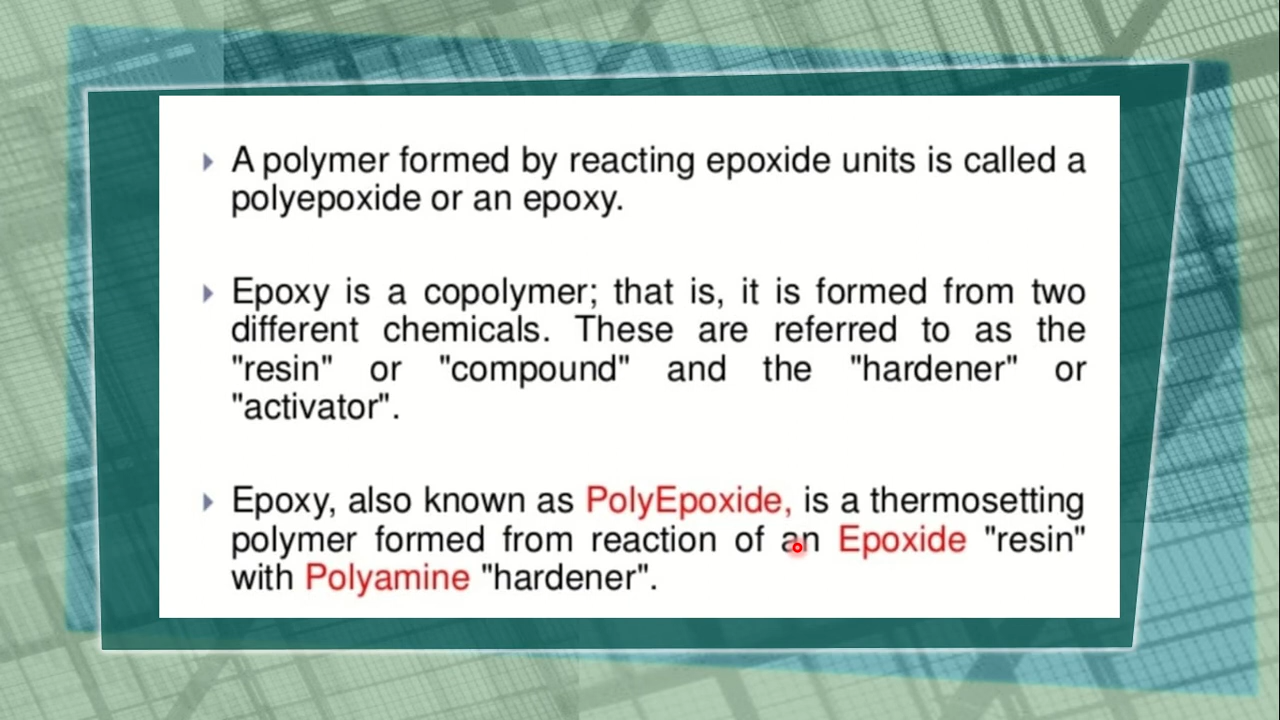 A polymer formed by reacting epoxide units is called a
polyepoxide or an epoxy.
Epoxy is a copolymer; that is, it is formed from two
different chemicals. These are referred to as the
"resin" or "compound" and the "hardener" or
"activator".
Epoxy, also known as PolyEpoxide, is a thermosetting
polymer formed from reaction of an Epoxide "resin"
with Polyamine "hardener".